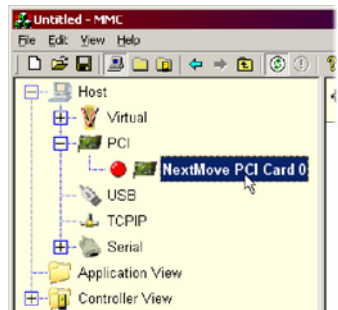 Untitled - MMC
File Edit View Help
Host
Virtual
PCI
NextMove PCI Card 0
USB
TCPIP
Serial
Application View
Controller View